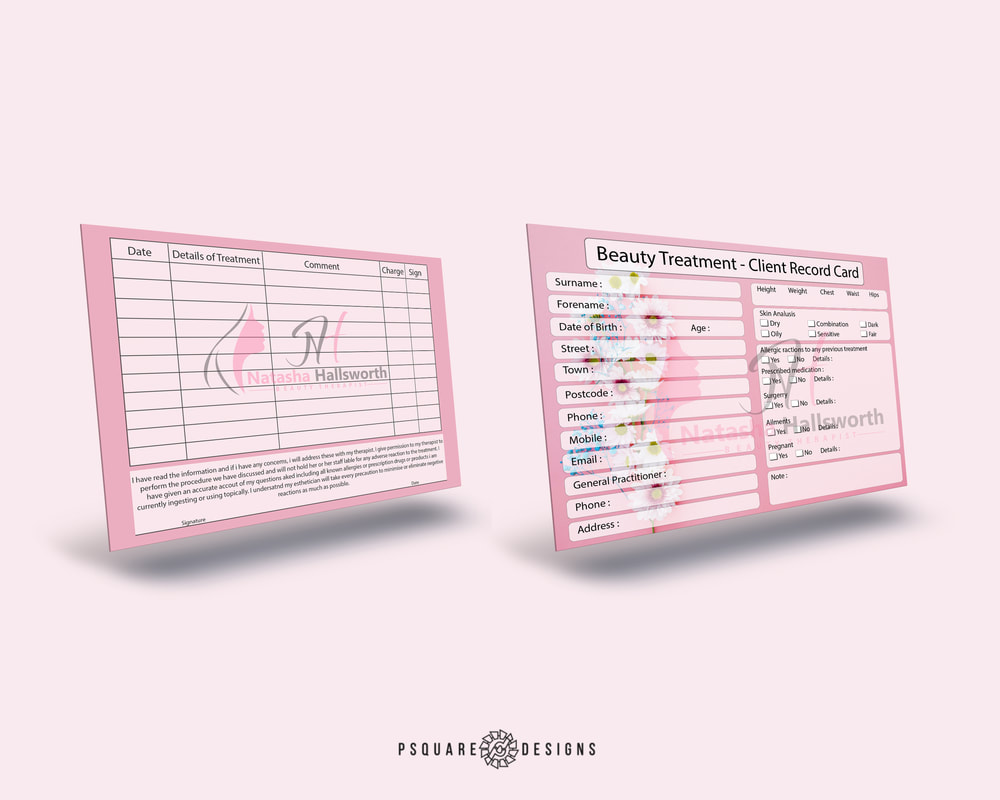 Date Details of Treatment Comment Charge Sign
NH
Natasha Hallsworth
BEAUTY THERAPIST
I have read the information and if i have any concerns, i will address these with my therapist. I give permission to my therapist to
perform the procedure we have discussed and will not hold her or her staff liable for any adverse reaction to the treatment, I
have given an accurate accout of my questions aked including all known allergies or prescription drugs or products i am
currently ingesting or using topically. I undersatnd my esthetician will take every precaution to minimise or eliminate negative
reactions as much as possible.
Signature
Date
Beauty Treatment - Client Record Card
Surname :
Forename :
Date of Birth : Age :
Street :
Town :
Postcode :
Phone :
Mobile :
Email :
General Practitioner :
Phone :
Address :
Height Weight Chest Waist Hips
Skin Analusis
Dry Combination Dark
Oily Sensitive Fair
Allergic ractions to any previous treatment
Yes No Details :
Prescribed medication :
Yes No Details :
Surgerry
Yes No Details :
Ailments
Yes No Details :
Pregnant
Yes No Details :
Note :
NH
Natasha Hallsworth
THERAPIST
PSQUARE DESIGNS